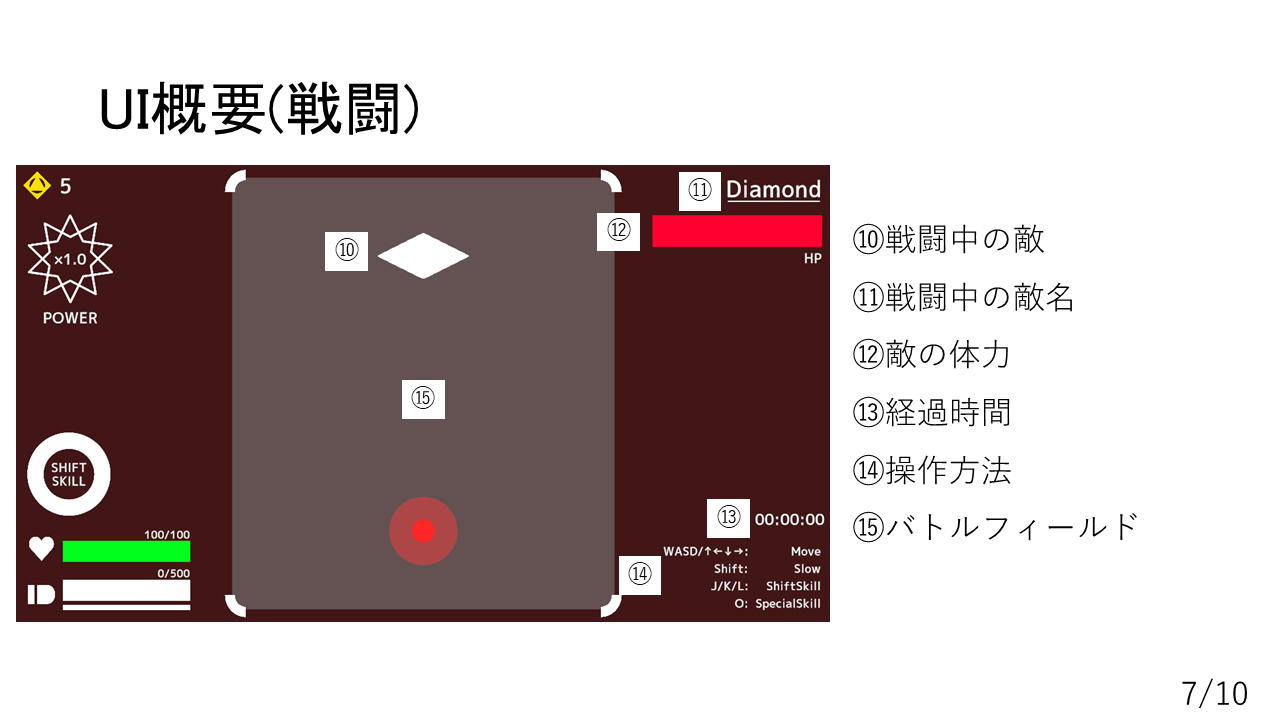 UI概要(戦闘)
5
×1.0
POWER
SHIFT
SKILL
100/100
0/500
⑩
⑮
⑪ Diamond
⑫
HP
⑬ 00:00:00
⑭
WASD/↑←↓→: Move
Shift: Slow
J/K/L: ShiftSkill
O: SpecialSkill
⑩戦闘中の敵
⑪戦闘中の敵名
⑫敵の体力
⑬経過時間
⑭操作方法
⑮バトルフィールド
7/10